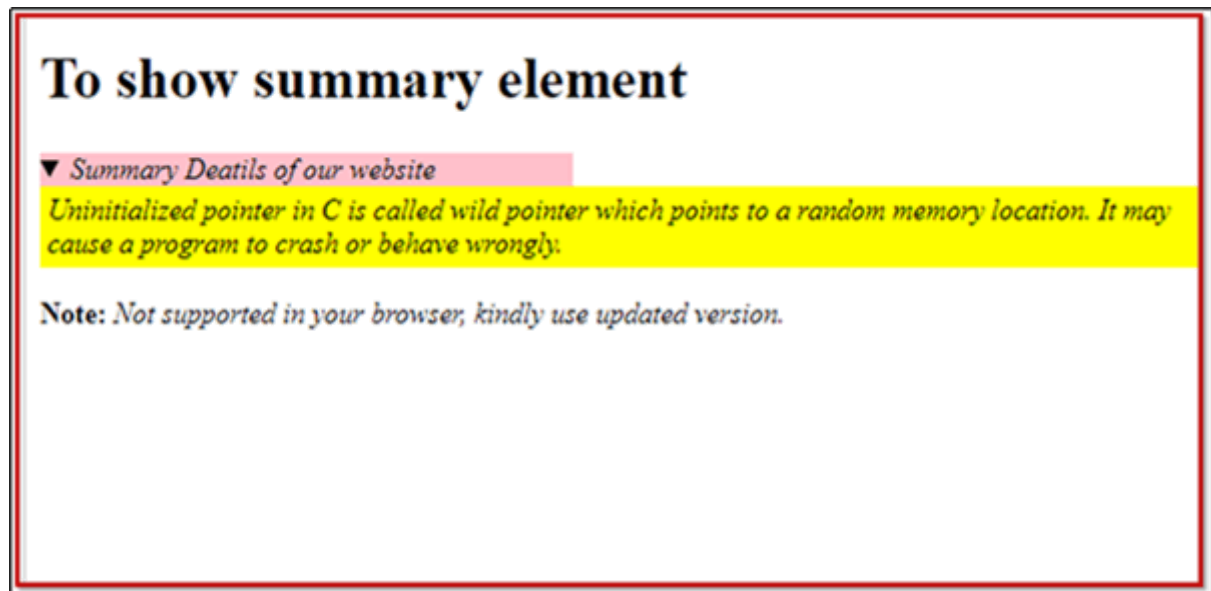 To show summary element
▼ Summary Deatils of our website
Uninitialized pointer in C is called wild pointer which points to a random memory location. It may
cause a program to crash or behave wrongly.
Note: Not supported in your browser, kindly use updated version.